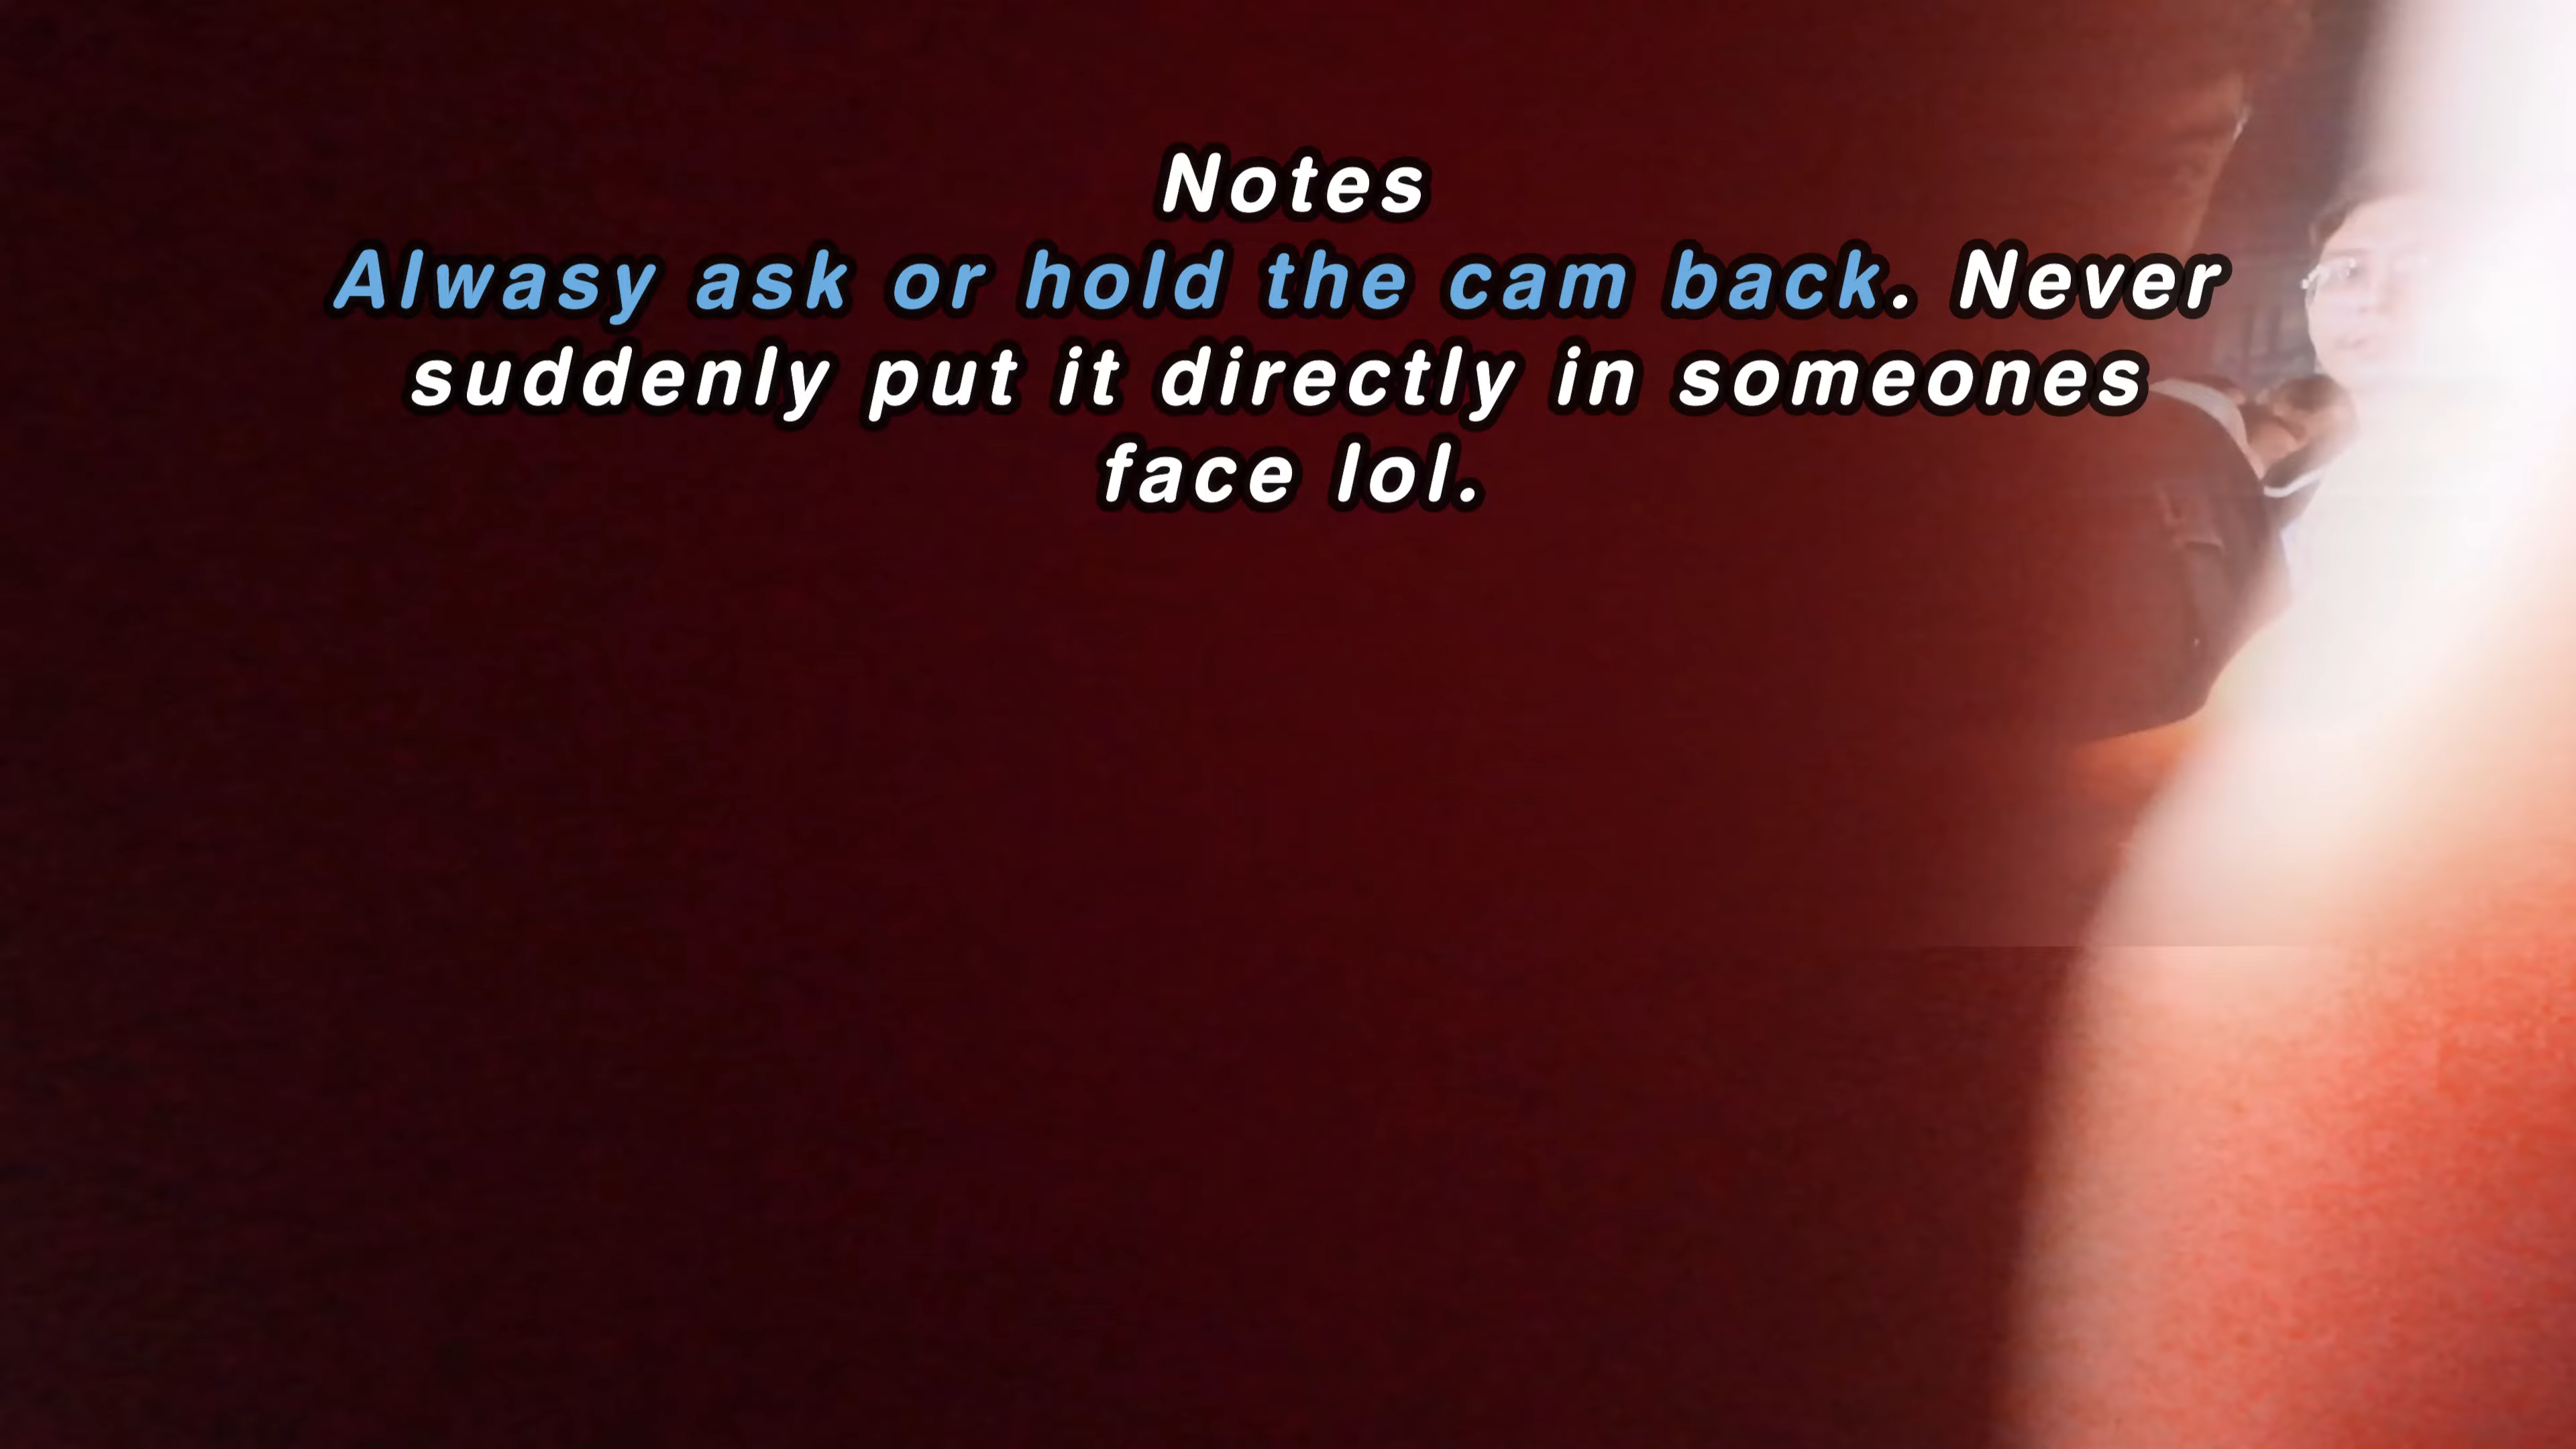 Notes
Alwasy ask or hold the cam back. Never
suddenly put it directly in someones
face lol.